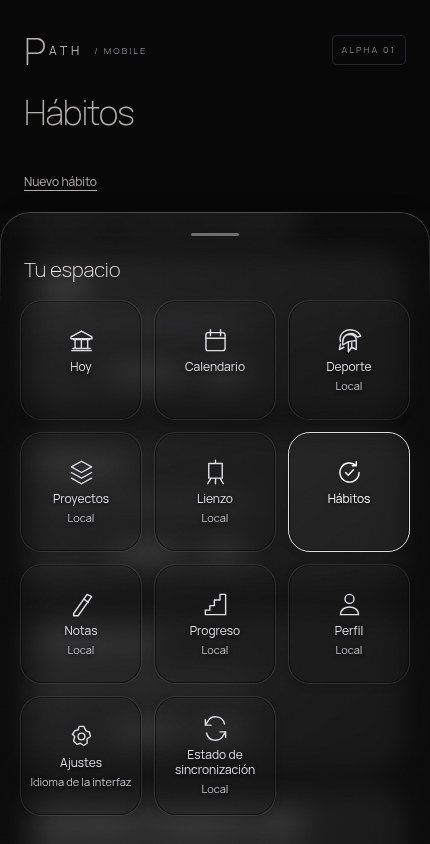 PATH / MOBILE
ALPHA 01
Hábitos
Nuevo hábito
Tu espacio
Hoy
Calendario
Deporte
Local
Proyectos
Local
Lienzo
Local
Hábitos
Notas
Local
Progreso
Local
Perfil
Local
Ajustes
Idioma de la interfaz
Estado de
sincronización
Local